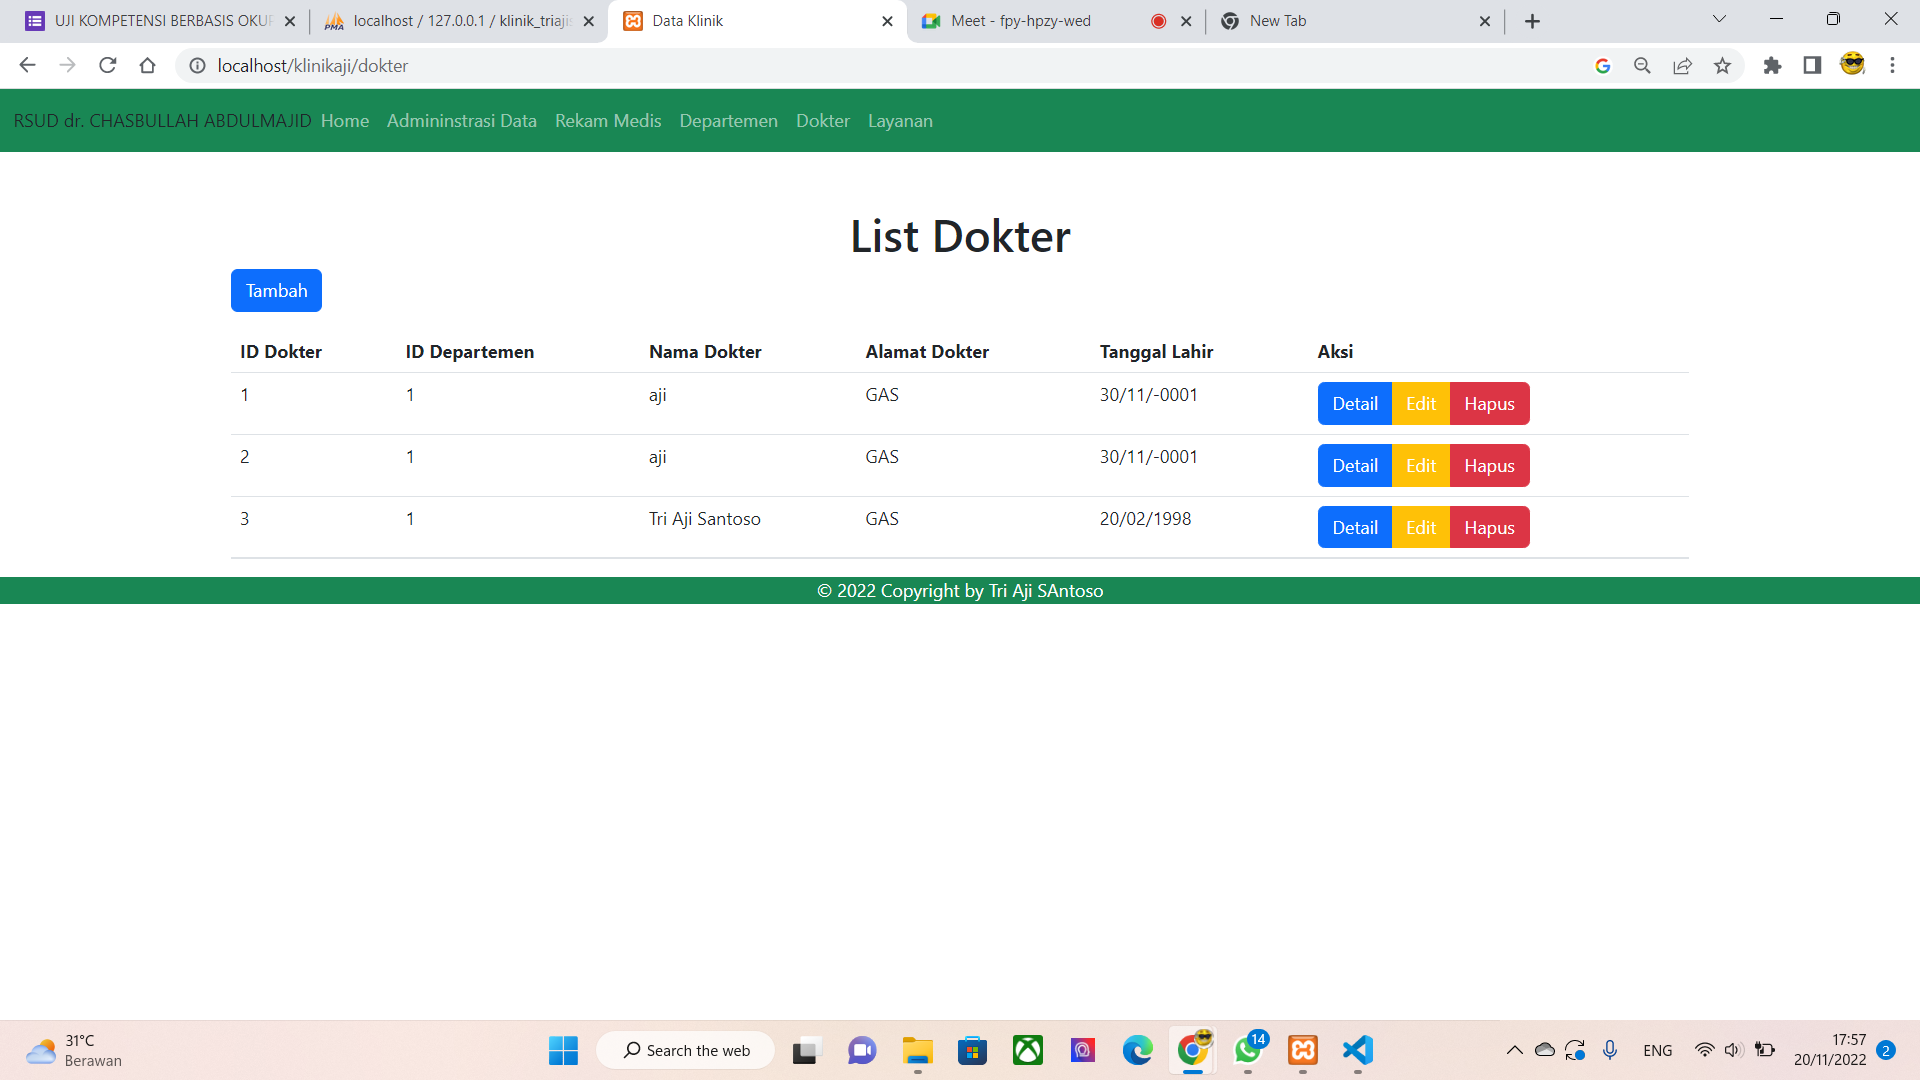 UJI KOMPETENSI BERBASIS OKUP
localhost / 127.0.0.1 / klinik_triajis
Data Klinik
Meet - fpy-hpzy-wed
New Tab
localhost/klinikaji/dokter
RSUD dr. CHASBULLAH ABDULMAJID Home Admininstrasi Data Rekam Medis Departemen Dokter Layanan
List Dokter
Tambah
ID Dokter ID Departemen Nama Dokter Alamat Dokter Tanggal Lahir Aksi
1 1 aji GAS 30/11/-0001 Detail Edit Hapus
2 1 aji GAS 30/11/-0001 Detail Edit Hapus
3 1 Tri Aji Santoso GAS 20/02/1998 Detail Edit Hapus
© 2022 Copyright by Tri Aji SAntoso
31°C
Berawan
Search the web
14
ENG
17:57
20/11/2022
2